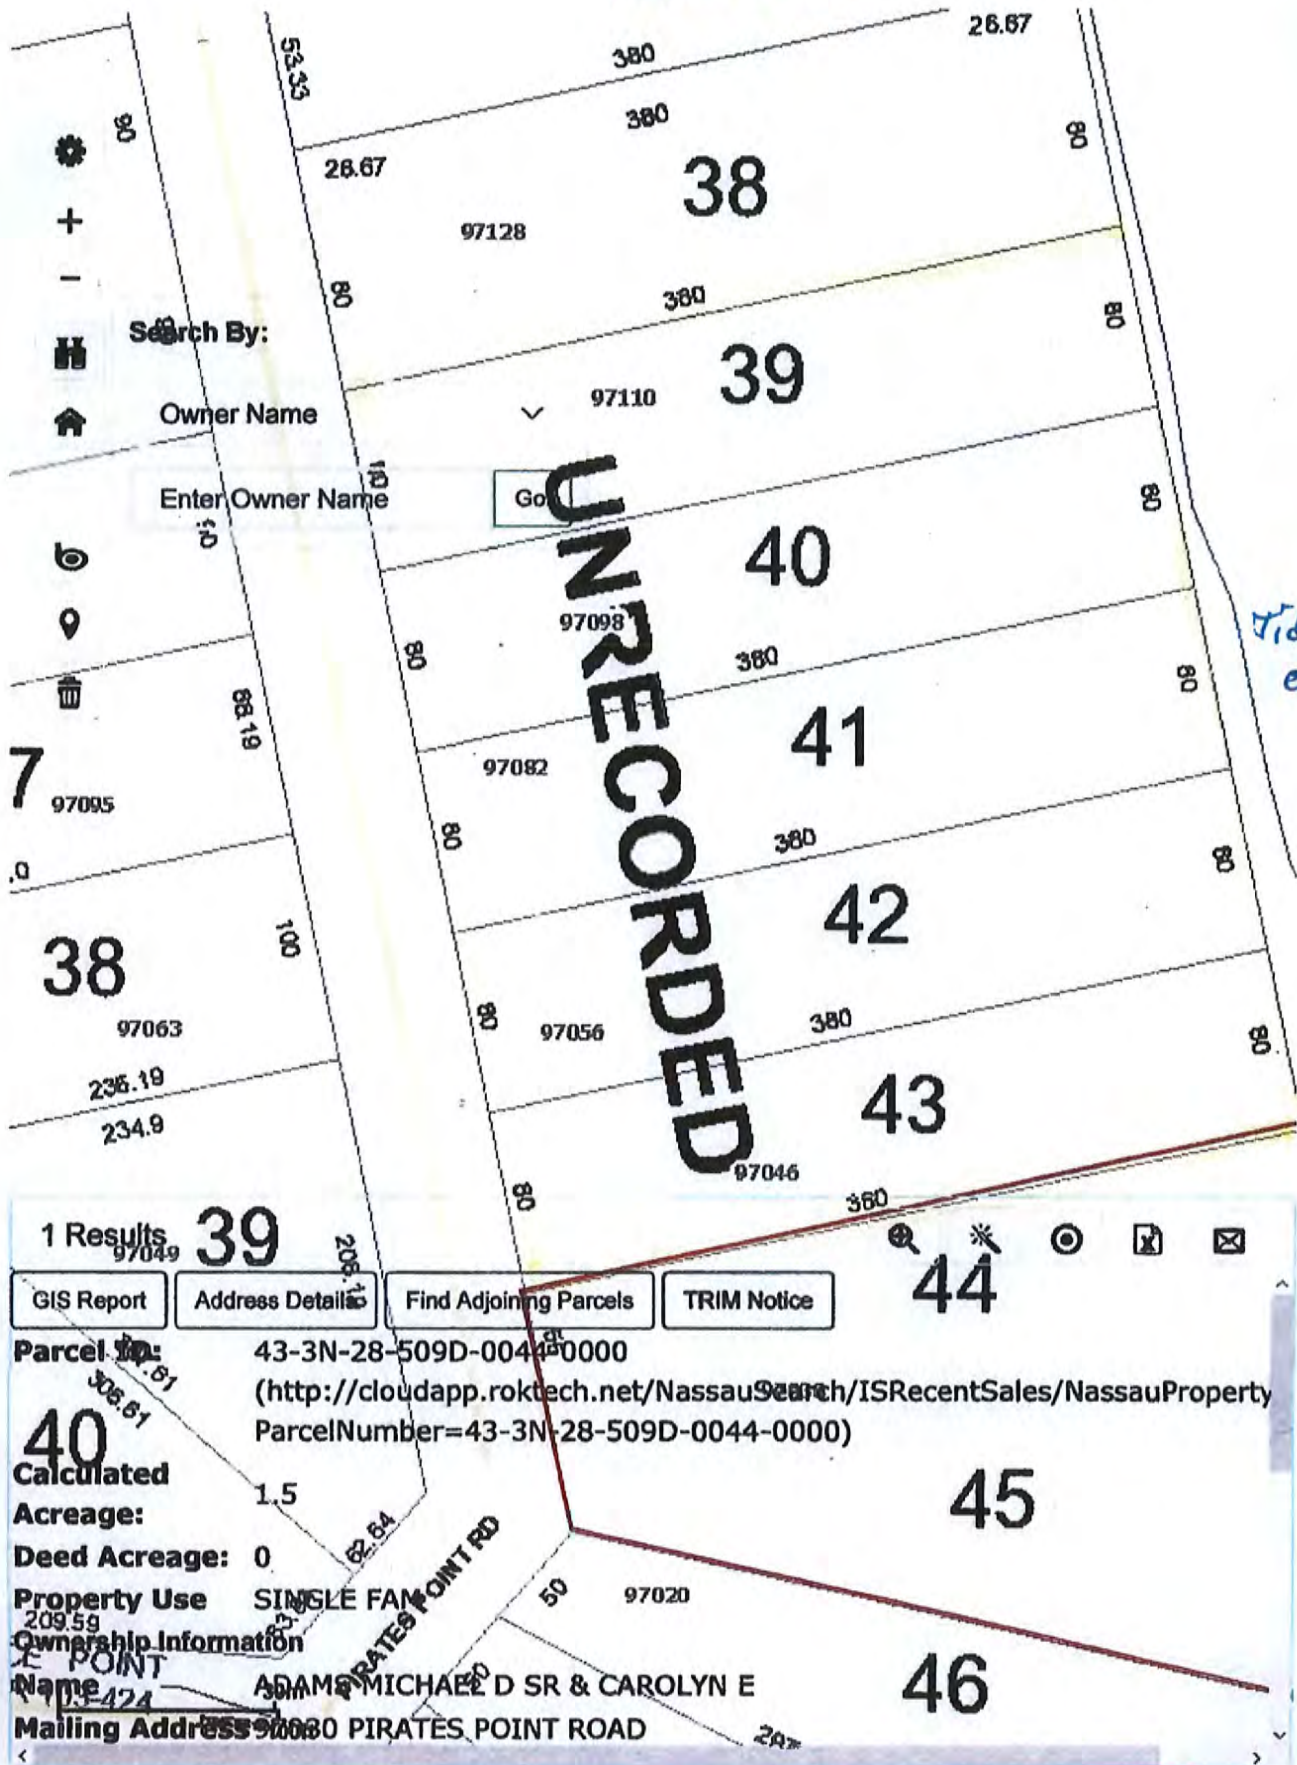 26.67
53.33
380
90
380
80
26.67
38
97128
80
380
80
Search By:
39
97110
Owner Name
Enter Owner Name
Go
80
40
UNRECORDED
97098
80
380
80
88.19
41
97082
7
97095
80
380
80
.0
42
100
38
97063
80
97056
380
80
43
236.19
234.9
97046
80
380
1 Results
39
97049
44
GIS Report
Address Details
Find Adjoining Parcels
TRIM Notice
Parcel ID:
43-3N-28-509D-0044-0000
306.61
(http://cloudapp.roktech.net/NassauSearch/ISRecentSales/NassauProperty
40
ParcelNumber=43-3N-28-509D-0044-0000)
Calculated
Acreage:
1.5
45
62.64
Deed Acreage:
0
PIRATES POINT RD
Property Use
SINGLE FAM
50
97020
209.59
Ownership Information
POINT
46
Name
ADAMS MICHAEL D SR & CAROLYN E
Mailing Address
PIRATES POINT ROAD